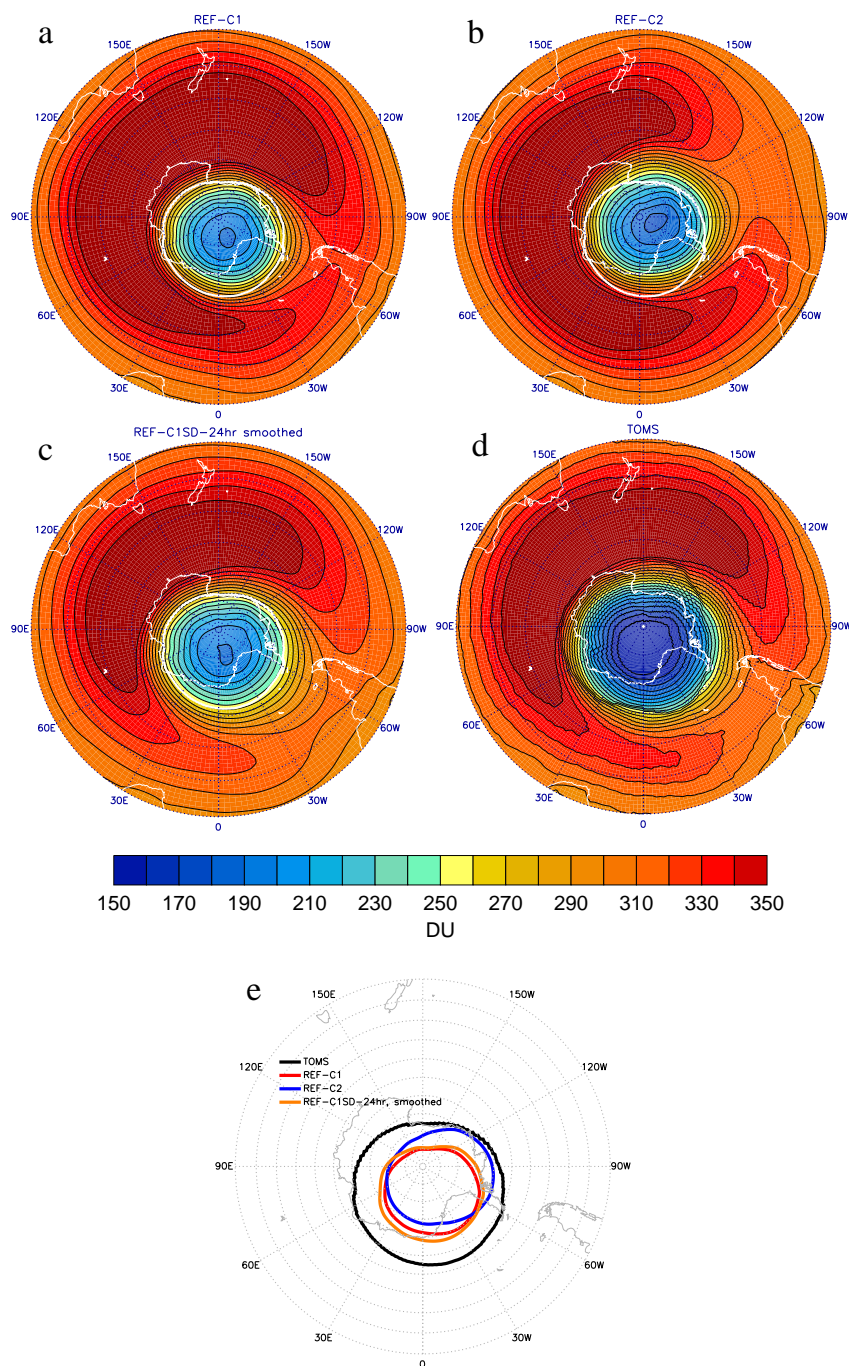 a
REF-C1
150E
150W
120E
120W
90E
90W
60E
60W
30E
30W
0
b
REF-C2
150E
150W
120E
120W
90E
90W
60E
60W
30E
30W
0
c
REF-C1SD-24hr smoothed
150E
150W
120E
120W
90E
90W
60E
60W
30E
30W
0
d
TOMS
150E
150W
120E
120W
90E
90W
60E
60W
30E
30W
0
150 170 190 210 230 250 270 290 310 330 350
DU
e
150E
150W
120E
120W
TOMS
REF-C1
REF-C2
REF-C1SD-24hr, smoothed
90E
90W
60E
60W
30E
30W
0